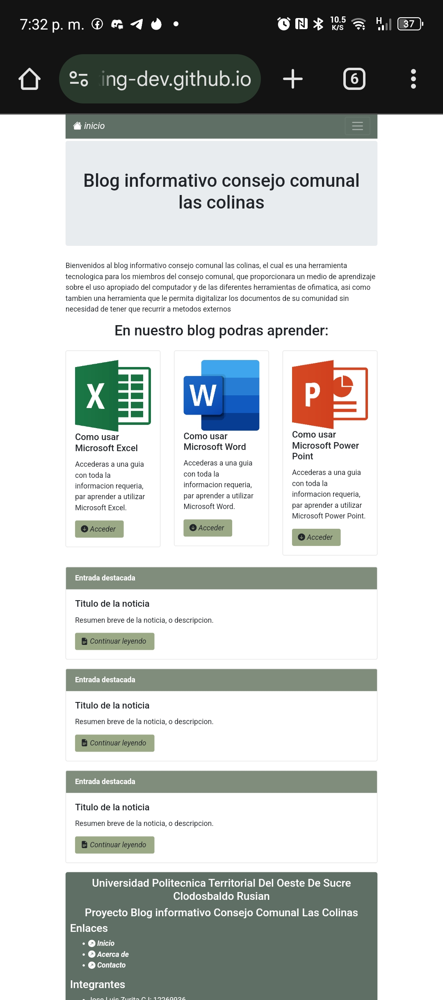 7:32 p. m.
10.5
K/S
H
37
ing-dev.github.io
6
inicio
Blog informativo consejo comunal
las colinas
Bienvenidos al blog informativo consejo comunal las colinas, el cual es una herramienta
tecnologica para los miembros del consejo comunal, que proporcionara un medio de aprendizaje
sobre el uso apropiado del computador y de las diferentes herramientas de ofimatica, asi como
tambien una herramienta que le permita digitalizar los documentos de su comunidad sin
necesidad de tener que recurrir a metodos externos
En nuestro blog podras aprender:
X
Como usar
Microsoft Excel
Accederas a una guia
con toda la
informacion requeria,
par aprender a utilizar
Microsoft Excel.
Acceder
W
Como usar
Microsoft Word
Accederas a una guia
con toda la
informacion requeria,
par aprender a utilizar
Microsoft Word.
Acceder
P
Como usar
Microsoft Power
Point
Accederas a una guia
con toda la
informacion requeria,
par aprender a utilizar
Microsoft Power Point.
Acceder
Entrada destacada
Titulo de la noticia
Resumen breve de la noticia, o descripcion.
Continuar leyendo
Entrada destacada
Titulo de la noticia
Resumen breve de la noticia, o descripcion.
Continuar leyendo
Entrada destacada
Titulo de la noticia
Resumen breve de la noticia, o descripcion.
Continuar leyendo
Universidad Politecnica Territorial Del Oeste De Sucre
Clodosbaldo Rusian
Proyecto Blog informativo Consejo Comunal Las Colinas
Enlaces
• Inicio
• Acerca de
• Contacto
Integrantes
• Jose Luis Zurita C.I: 12269936